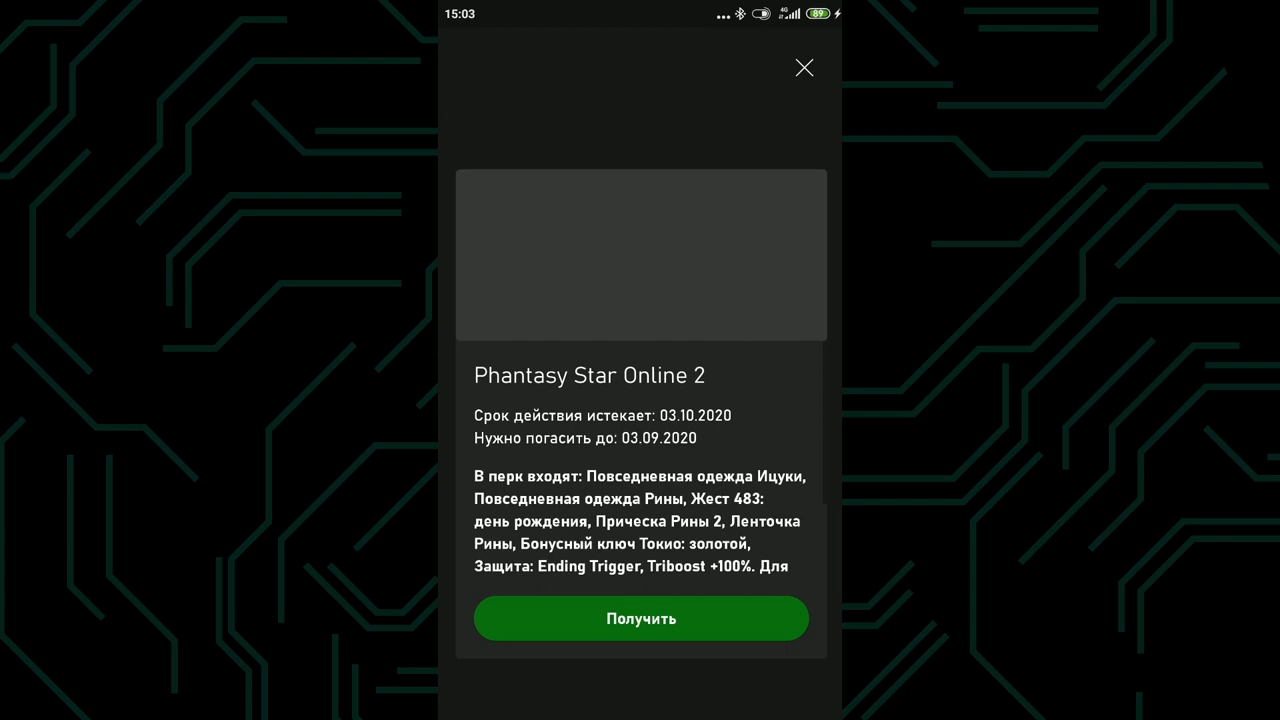 15:03
4G
89
Phantasy Star Online 2
Срок действия истекает: 03.10.2020
Нужно погасить до: 03.09.2020
В перк входят: Повседневная одежда Ицуки,
Повседневная одежда Рины, Жест 483:
день рождения, Прическа Рины 2, Ленточка
Рины, Бонусный ключ Токио: золотой,
Защита: Ending Trigger, Triboost +100%. Для
Получить